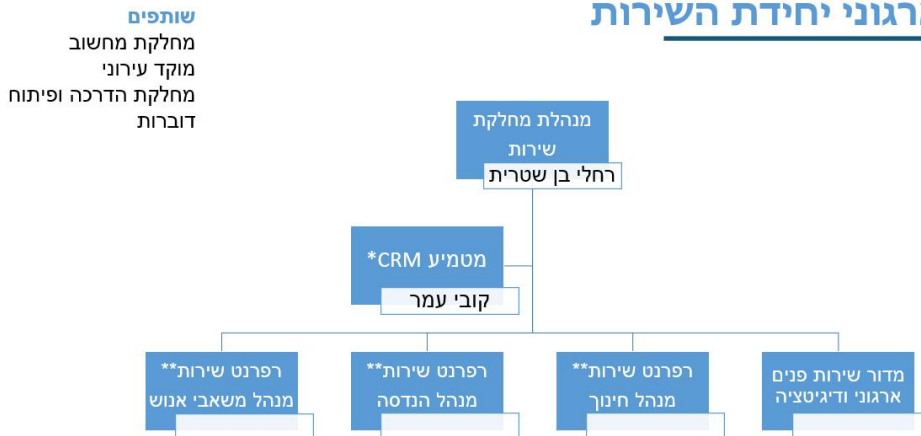 ארגוני יחידת השירות
שותפים
מחלקת מחשוב
מוקד עירוני
מחלקת הדרכה ופיתוח
דוברות
מנהלת מחלקת
שירות
רחלי בן שטרית
מטמיע CRM*
קובי עמר
מדור שירות פנים
ארגוני ודיגיטציה
רפרנט שירות**
מנהל חינוך
רפרנט שירות**
מנהל הנדסה
רפרנט שירות**
מנהל משאבי אנוש